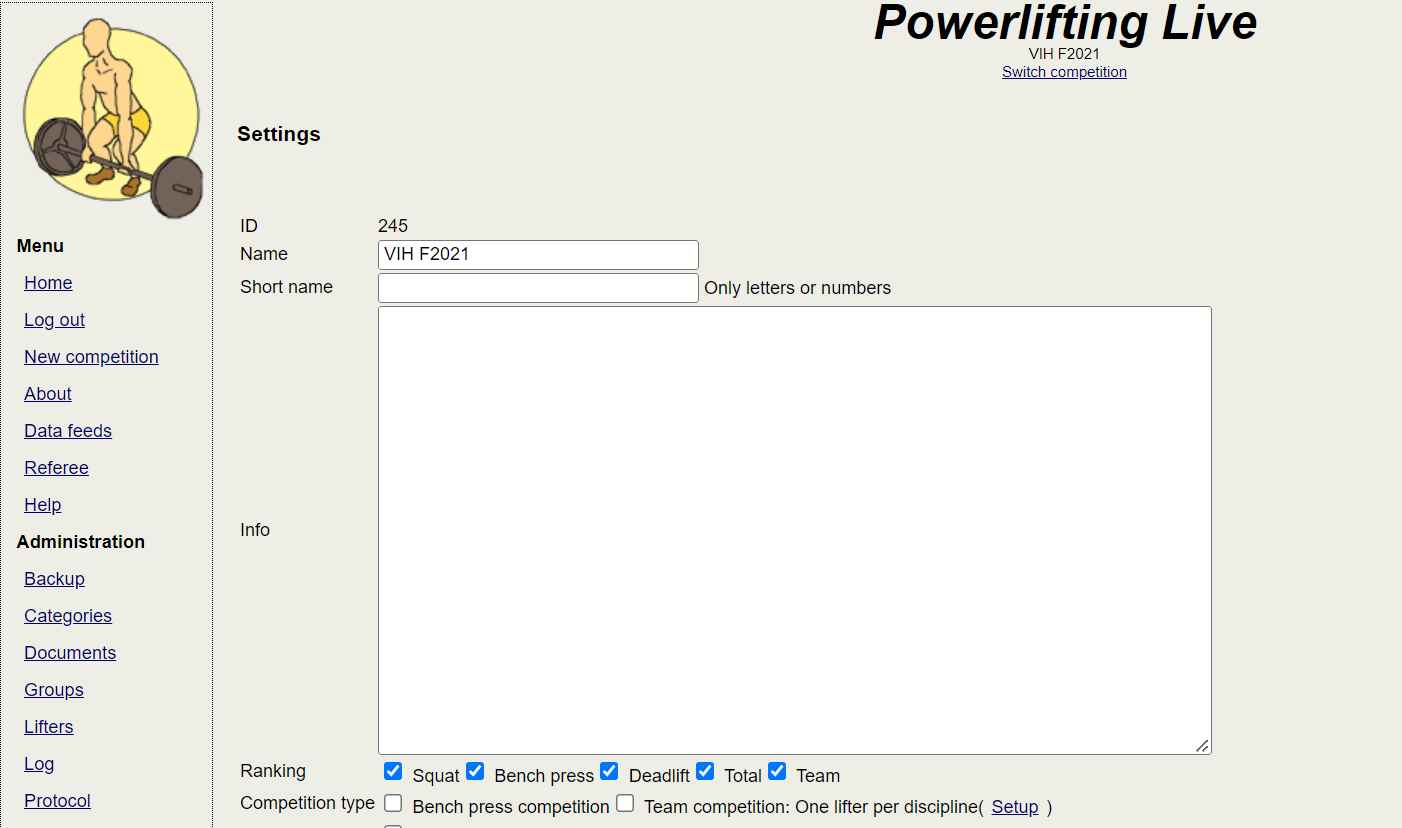 Powerlifting Live
VIH F2021
Switch competition
Menu
Home
Log out
New competition
About
Data feeds
Referee
Help
Administration
Backup
Categories
Documents
Groups
Lifters
Log
Protocol
Settings
ID 245
Name VIH F2021
Short name Only letters or numbers
Info
Ranking Squat Bench press Deadlift Total Team
Competition type Bench press competition Team competition: One lifter per discipline( Setup )